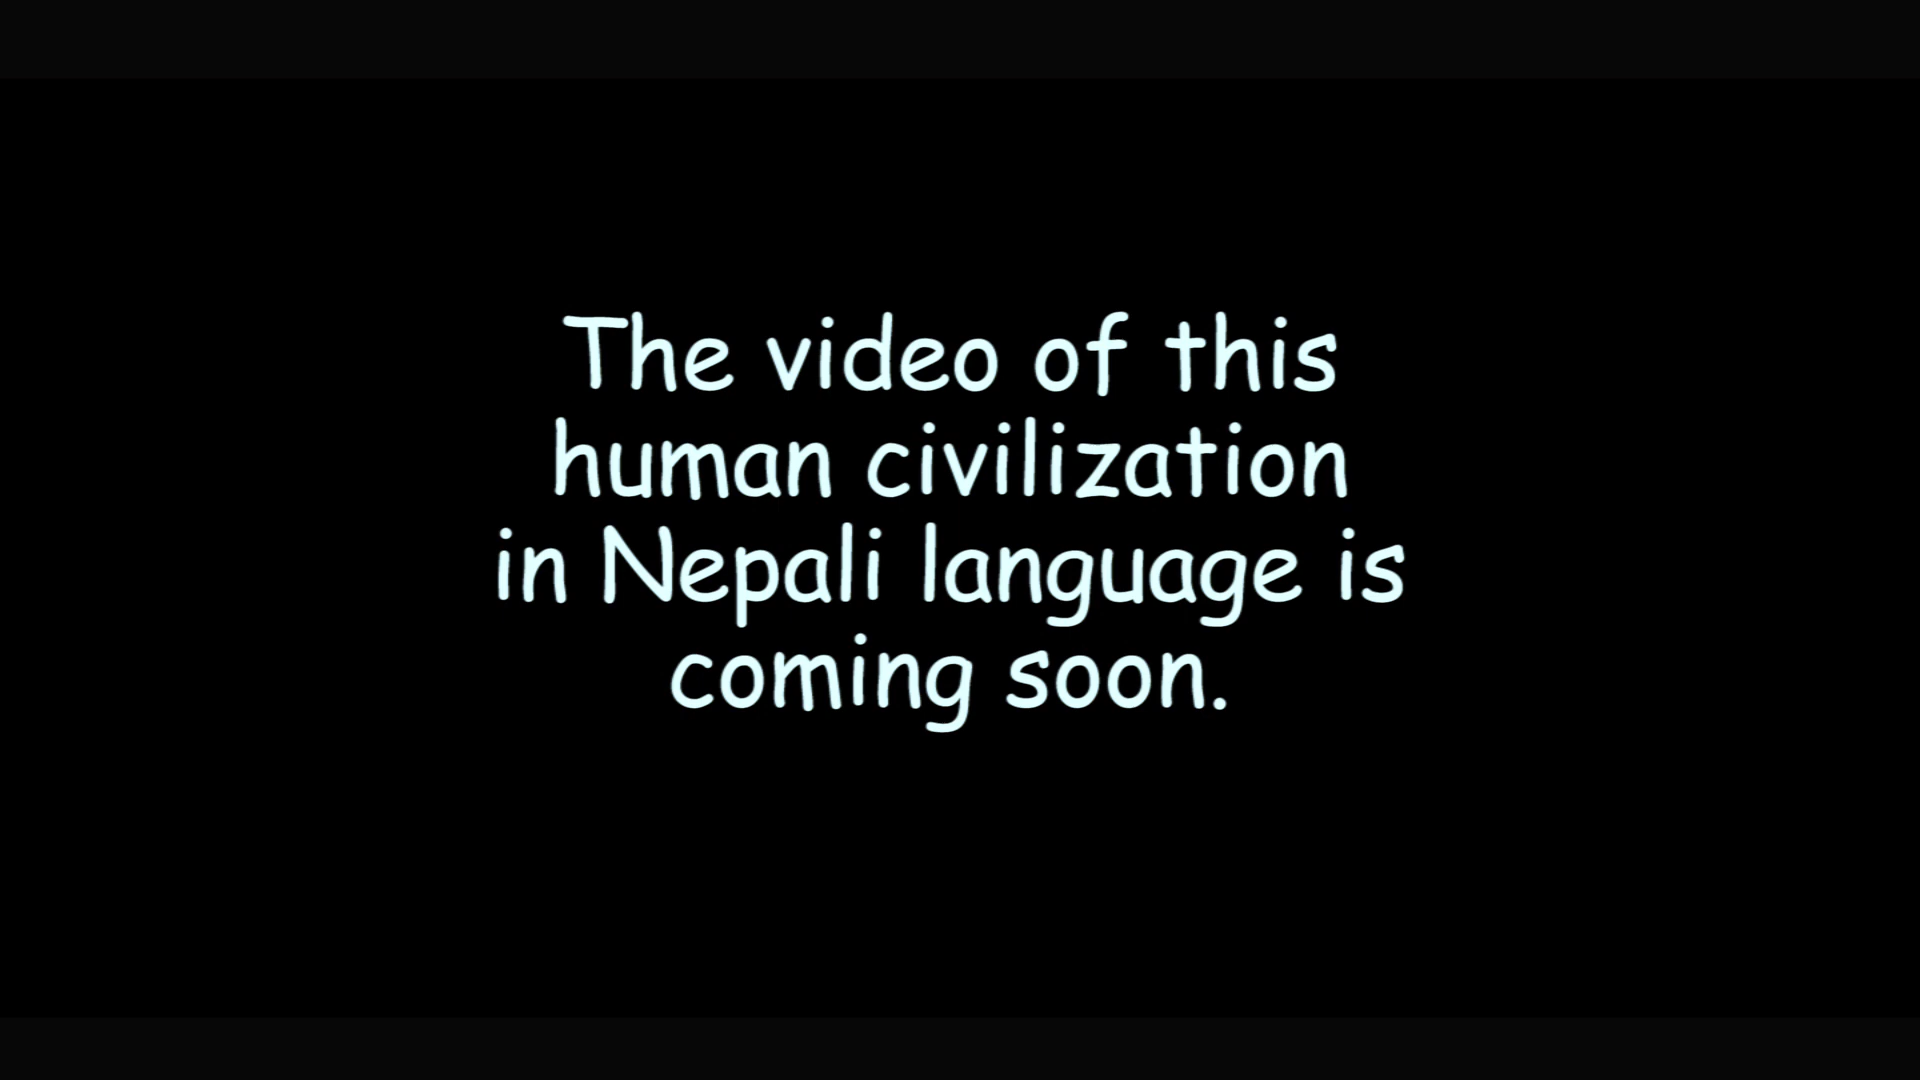 The video of this
human civilization
in Nepali language is
coming soon.